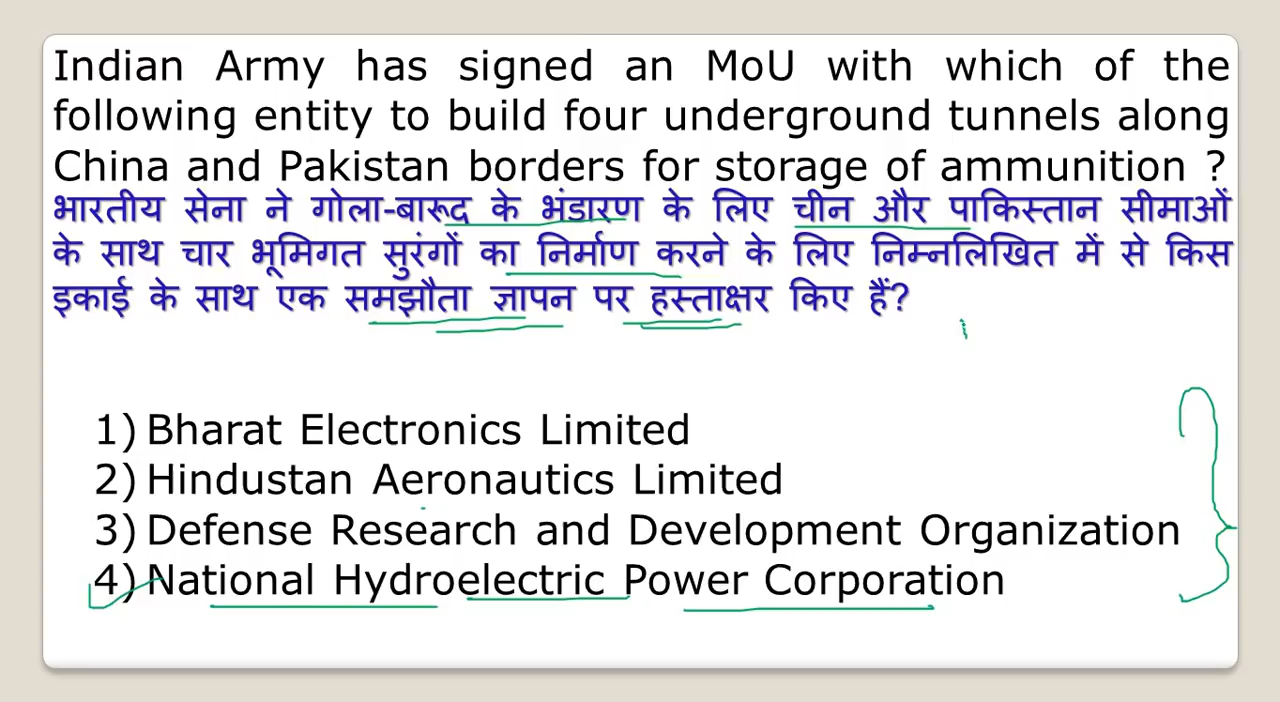 Indian Army has signed an MoU with which of the
following entity to build four underground tunnels along
China and Pakistan borders for storage of ammunition ?
भारतीय सेना ने गोला-बारूद के भंडारण के लिए चीन और पाकिस्तान सीमाओं
के साथ चार भूमिगत सुरंगों का निर्माण करने के लिए निम्नलिखित में से किस
इकाई के साथ एक समझौता ज्ञापन पर हस्ताक्षर किए हैं?
1) Bharat Electronics Limited
2) Hindustan Aeronautics Limited
3) Defense Research and Development Organization
4) National Hydroelectric Power Corporation